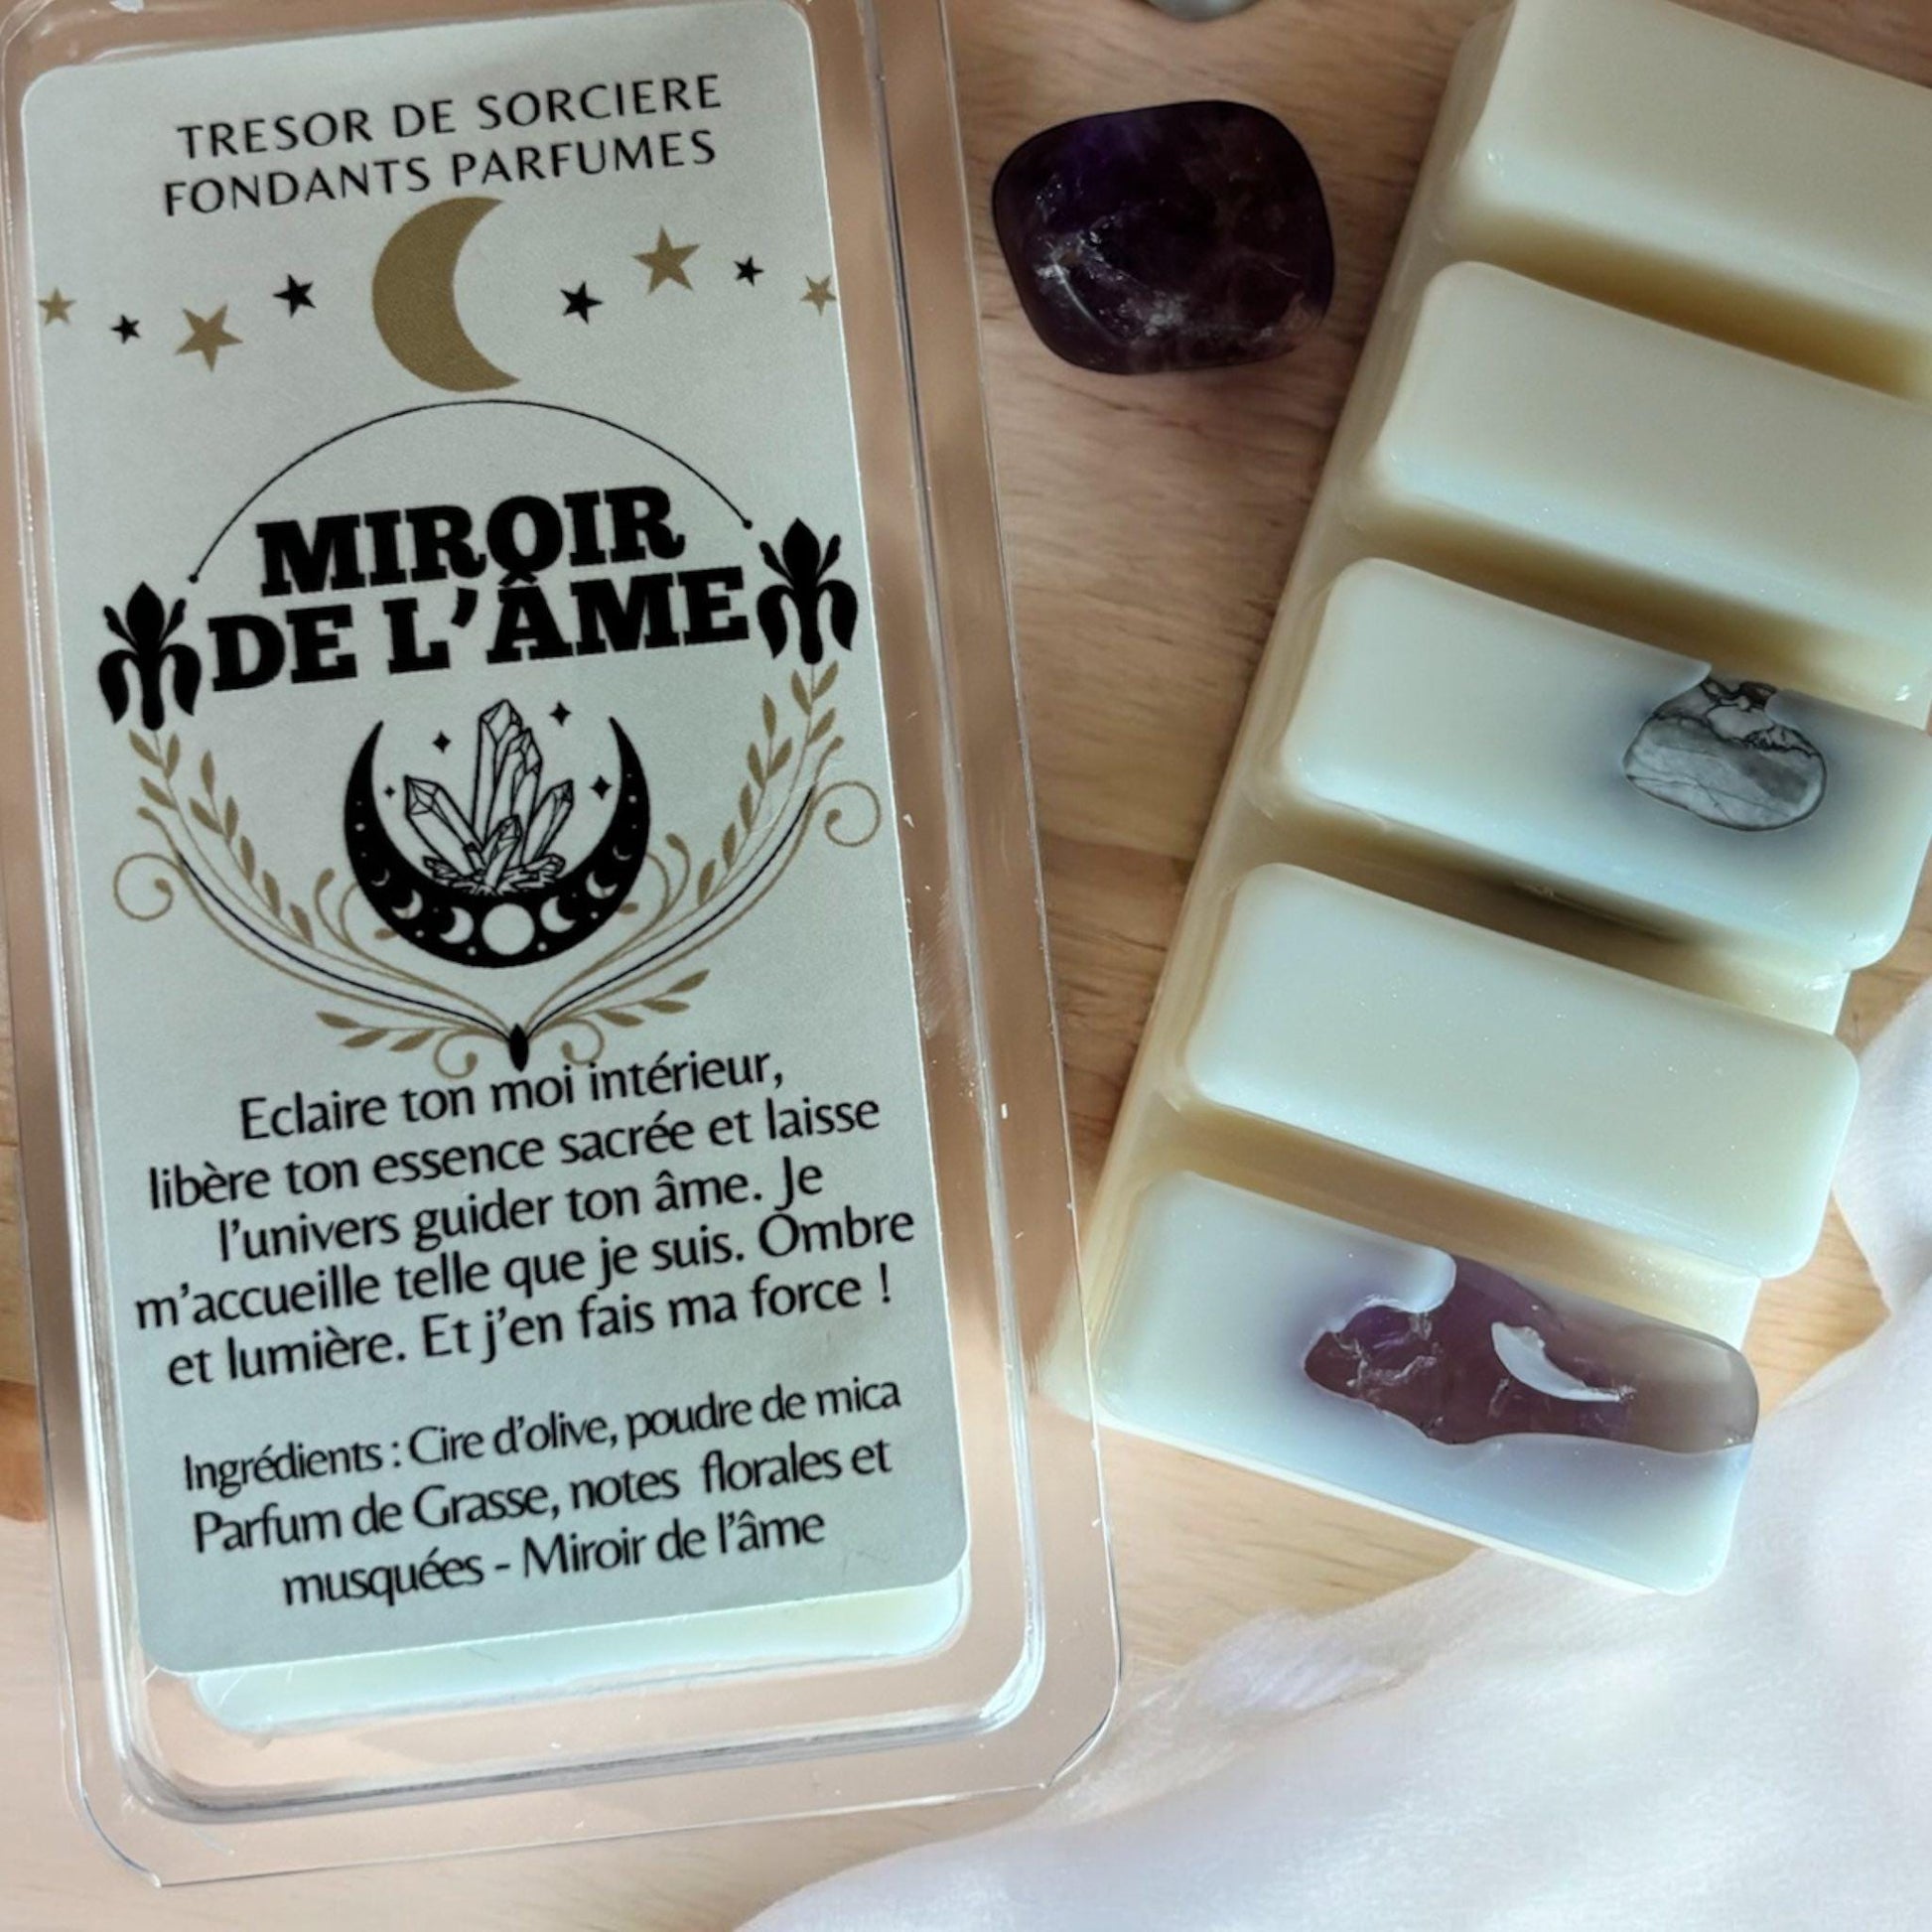 TRESOR DE SORCIERE
FONDANTS PARFUMES
MIROIR
DE L'ÂME
Eclaire ton moi intérieur,
libère ton essence sacrée et laisse
l'univers guider ton âme. Je
m'accueille telle que je suis. Ombre
et lumière. Et j'en fais ma force !
Ingrédients : Cire d'olive, poudre de mica
Parfum de Grasse, notes florales et
musquées - Miroir de l'âme